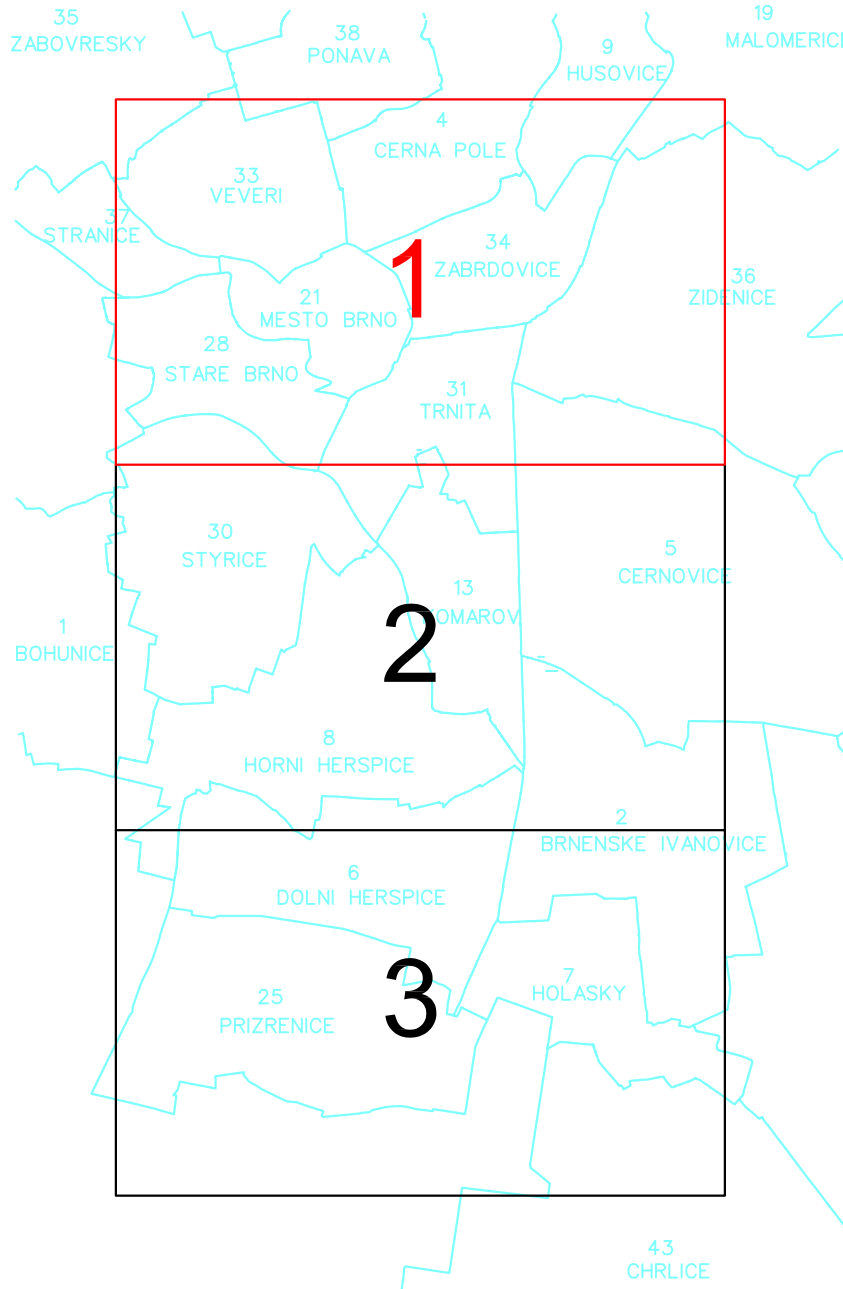 35
ZABOVRESKY
38
PONAVA
9
HUSOVICE
19
MALOMERICE
4
CERNA POLE
33
VEVERI
37
STRANICE
34
ZABRDOVICE
1
36
ZIDENICE
21
MESTO BRNO
28
STARE BRNO
31
TRNITA
30
STYRICE
5
CERNOVICE
13
KOMAROV
2
1
BOHUNICE
8
HORNI HERSPICE
2
BRNENSKE IVANOVICE
6
DOLNI HERSPICE
3
7
HOLASKY
25
PRIZRENICE
43
CHRLICE